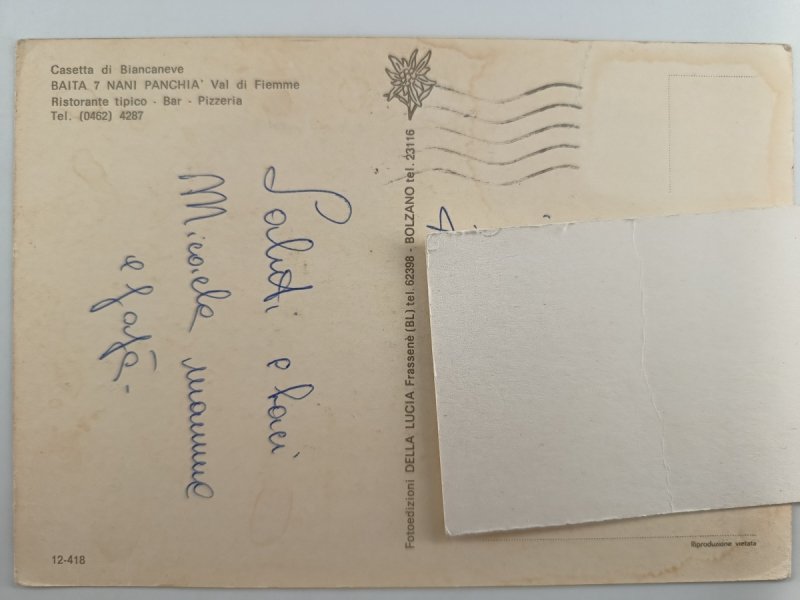 Casetta di Biancaneve
BAITA 7 NANI PANCHIA' Val di Fiemme
Ristorante tipico - Bar - Pizzeria
Tel. (0462) 4287
Saluti e baci
Micaela mamma
e
Fotoedizioni DELLA LUCIA Frassenè (BL) tel. 62398 - BOLZANO tel. 23116
12-418
Riproduzione vietata